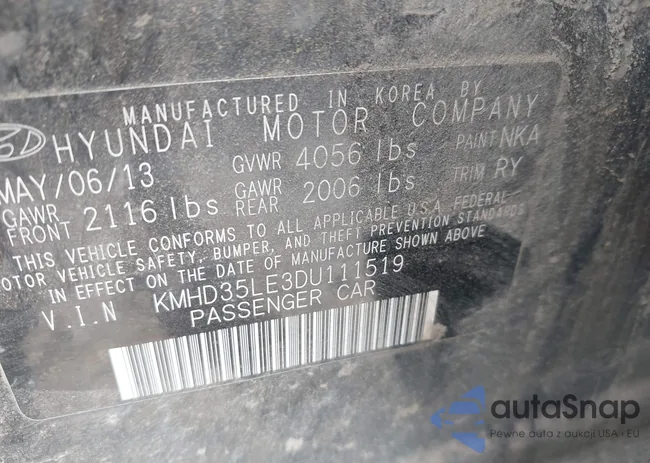 MANUFACTURED IN KOREA BY
HYUNDAI MOTOR COMPANY
MAY/06/13 GVWR 4056 lbs PAINT NKA
GAWR FRONT 2116 lbs GAWR REAR 2006 lbs TRIM RY
THIS VEHICLE CONFORMS TO ALL APPLICABLE U.S.A. FEDERAL
MOTOR VEHICLE SAFETY, BUMPER, AND THEFT PREVENTION STANDARDS
IN EFFECT ON THE DATE OF MANUFACTURE SHOWN ABOVE
V.I.N KMHD35LE3DU111519
PASSENGER CAR
autaSnap
Pewne auta z aukcji USA i EU